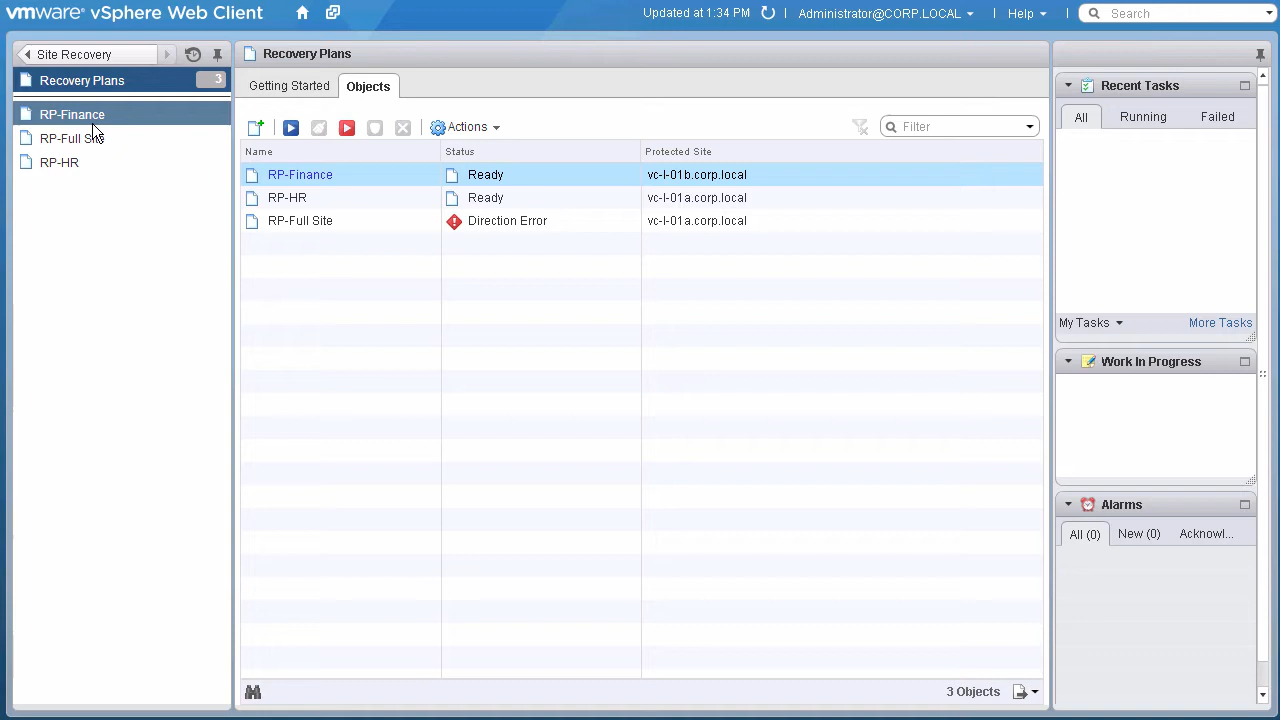 vmware® vSphere Web Client
Updated at 1:34 PM
Administrator@CORP.LOCAL
Help
Search
Site Recovery
Recovery Plans 3
RP-Finance
RP-Full Site
RP-HR
Recovery Plans
Getting Started
Objects
Actions
Filter
Name Status Protected Site
RP-Finance Ready vc-l-01b.corp.local
RP-HR Ready vc-l-01a.corp.local
RP-Full Site Direction Error vc-l-01a.corp.local
3 Objects
Recent Tasks
All Running Failed
My Tasks More Tasks
Work In Progress
Alarms
All (0) New (0) Acknowl...